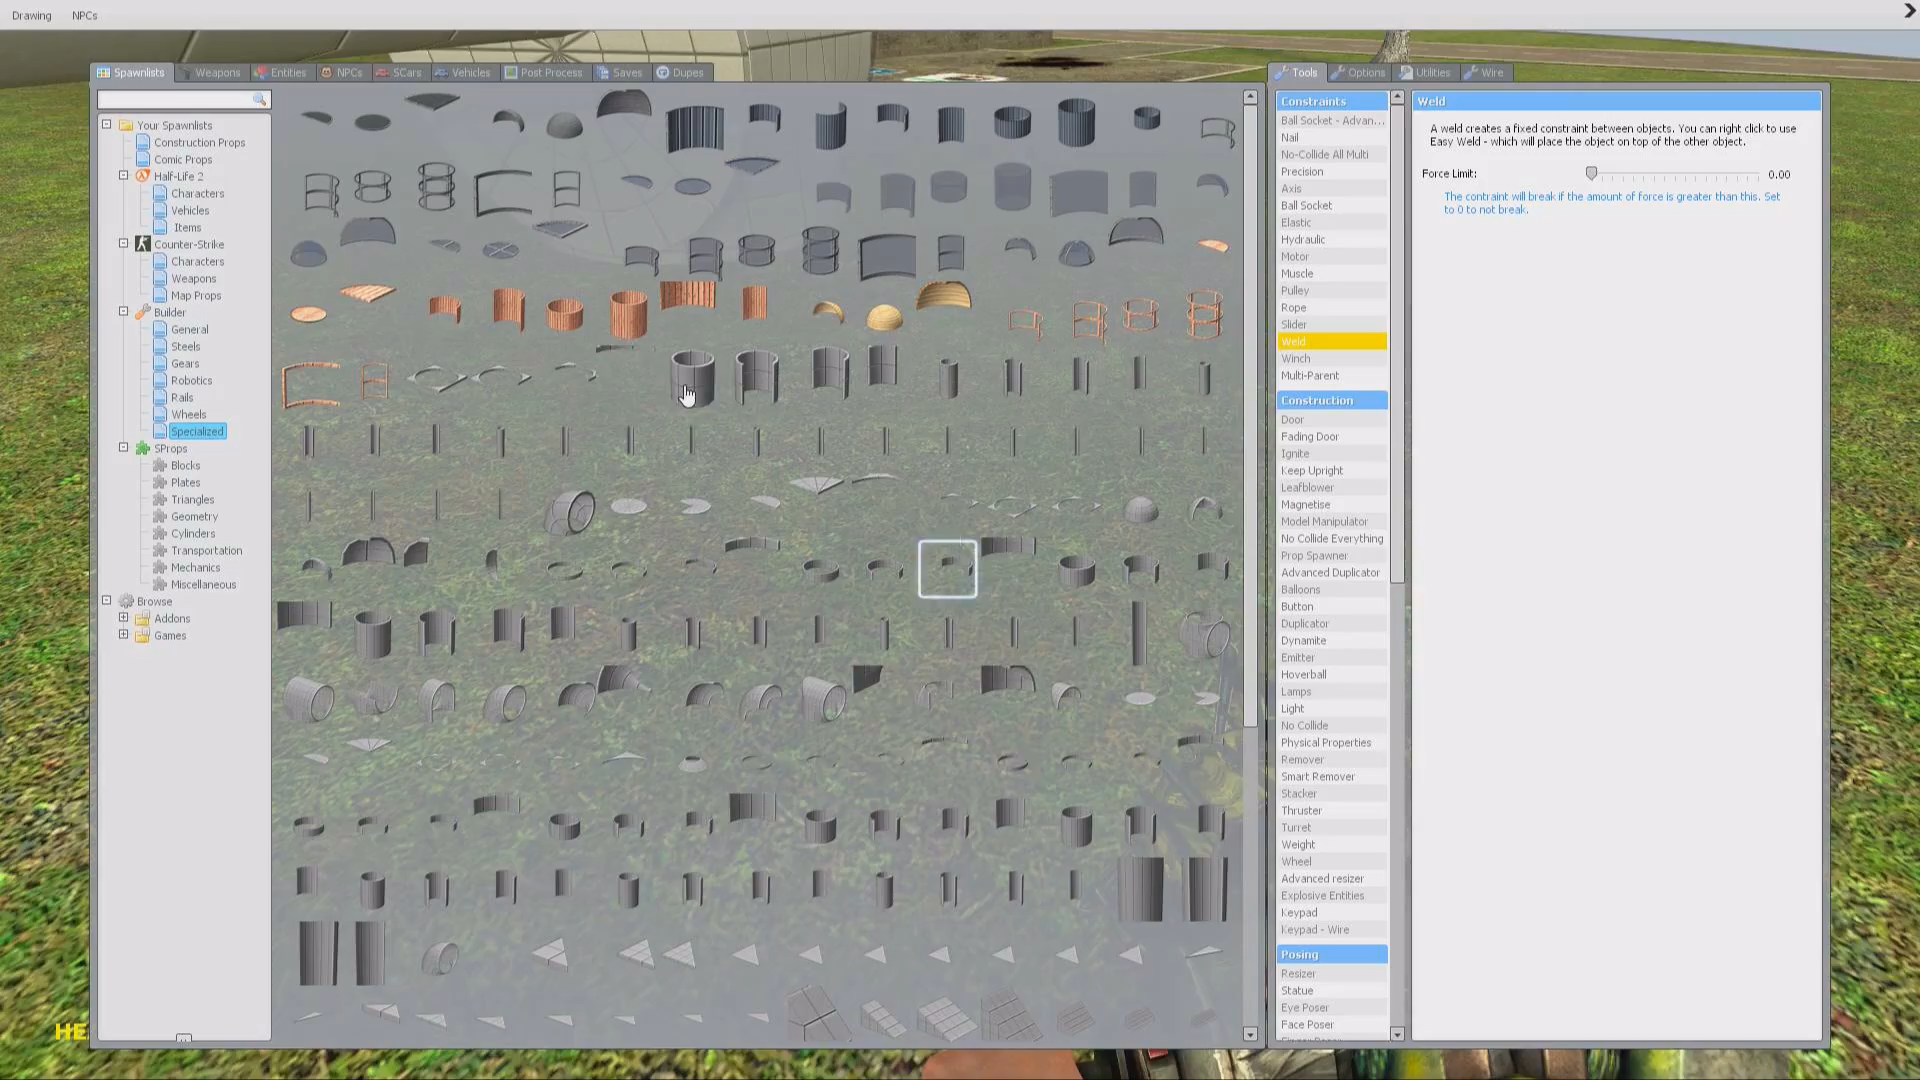 Drawing NPCs
Spawnlists Weapons Entities NPCs SCars Vehicles Post Process Saves Dupes
Your Spawnlists
Construction Props
Comic Props
Half-Life 2
Characters
Vehicles
Items
Counter-Strike
Characters
Weapons
Map Props
Builder
General
Steels
Gears
Robotics
Rails
Wheels
Specialized
SProps
Blocks
Plates
Triangles
Geometry
Cylinders
Transportation
Mechanics
Miscellaneous
Browse
Addons
Games
HE
Tools Options Utilities Wire
Constraints
Ball Socket - Advan...
Nail
No-Collide All Multi
Precision
Axis
Ball Socket
Elastic
Hydraulic
Motor
Muscle
Pulley
Rope
Slider
Weld
Winch
Multi-Parent
Construction
Door
Fading Door
Ignite
Keep Upright
Leafblower
Magnetise
Model Manipulator
No Collide Everything
Prop Spawner
Advanced Duplicator
Balloons
Button
Duplicator
Dynamite
Emitter
Hoverball
Lamps
Light
No Collide
Physical Properties
Remover
Smart Remover
Stacker
Thruster
Turret
Weight
Wheel
Advanced resizer
Explosive Entities
Keypad
Keypad - Wire
Posing
Resizer
Statue
Eye Poser
Face Poser
Weld
A weld creates a fixed constraint between objects. You can right click to use
Easy Weld - which will place the object on top of the other object.
Force Limit: 0.00
The contraint will break if the amount of force is greater than this. Set
to 0 to not break.